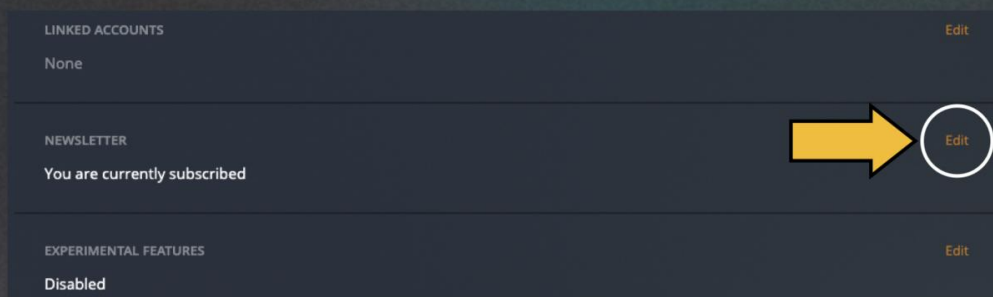 LINKED ACCOUNTS Edit
None
NEWSLETTER Edit
You are currently subscribed
EXPERIMENTAL FEATURES Edit
Disabled